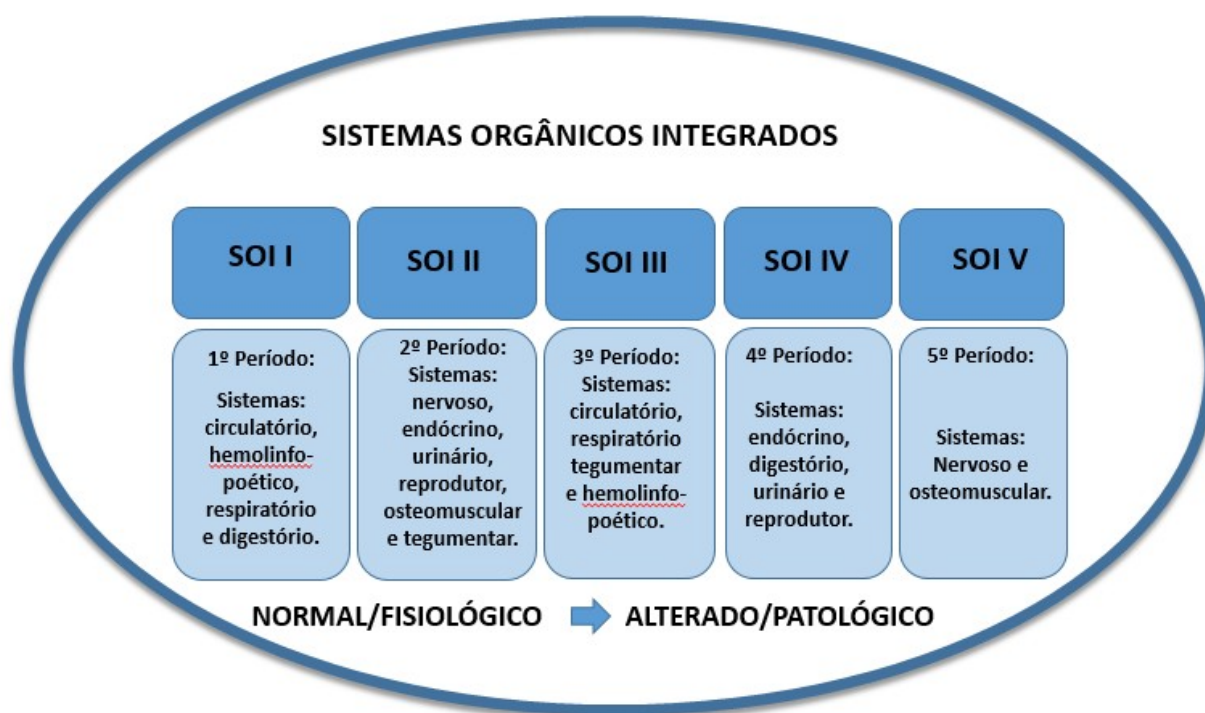 SISTEMAS ORGÂNICOS INTEGRADOS
SOI I
SOI II
SOI III
SOI IV
SOI V
1º Período:
Sistemas:
circulatório,
hemolinfo-
poético,
respiratório
e digestório.
2º Período:
Sistemas:
nervoso,
endócrino,
urinário,
reprodutor,
osteomuscular
e tegumentar.
3º Período:
Sistemas:
circulatório,
respiratório
tegumentar
e hemolinfo-
poético.
4º Período:
Sistemas:
endócrino,
digestório,
urinário e
reprodutor.
5º Período:
Sistemas:
Nervoso e
osteomuscular.
NORMAL/FISIOLÓGICO
ALTERADO/PATOLÓGICO